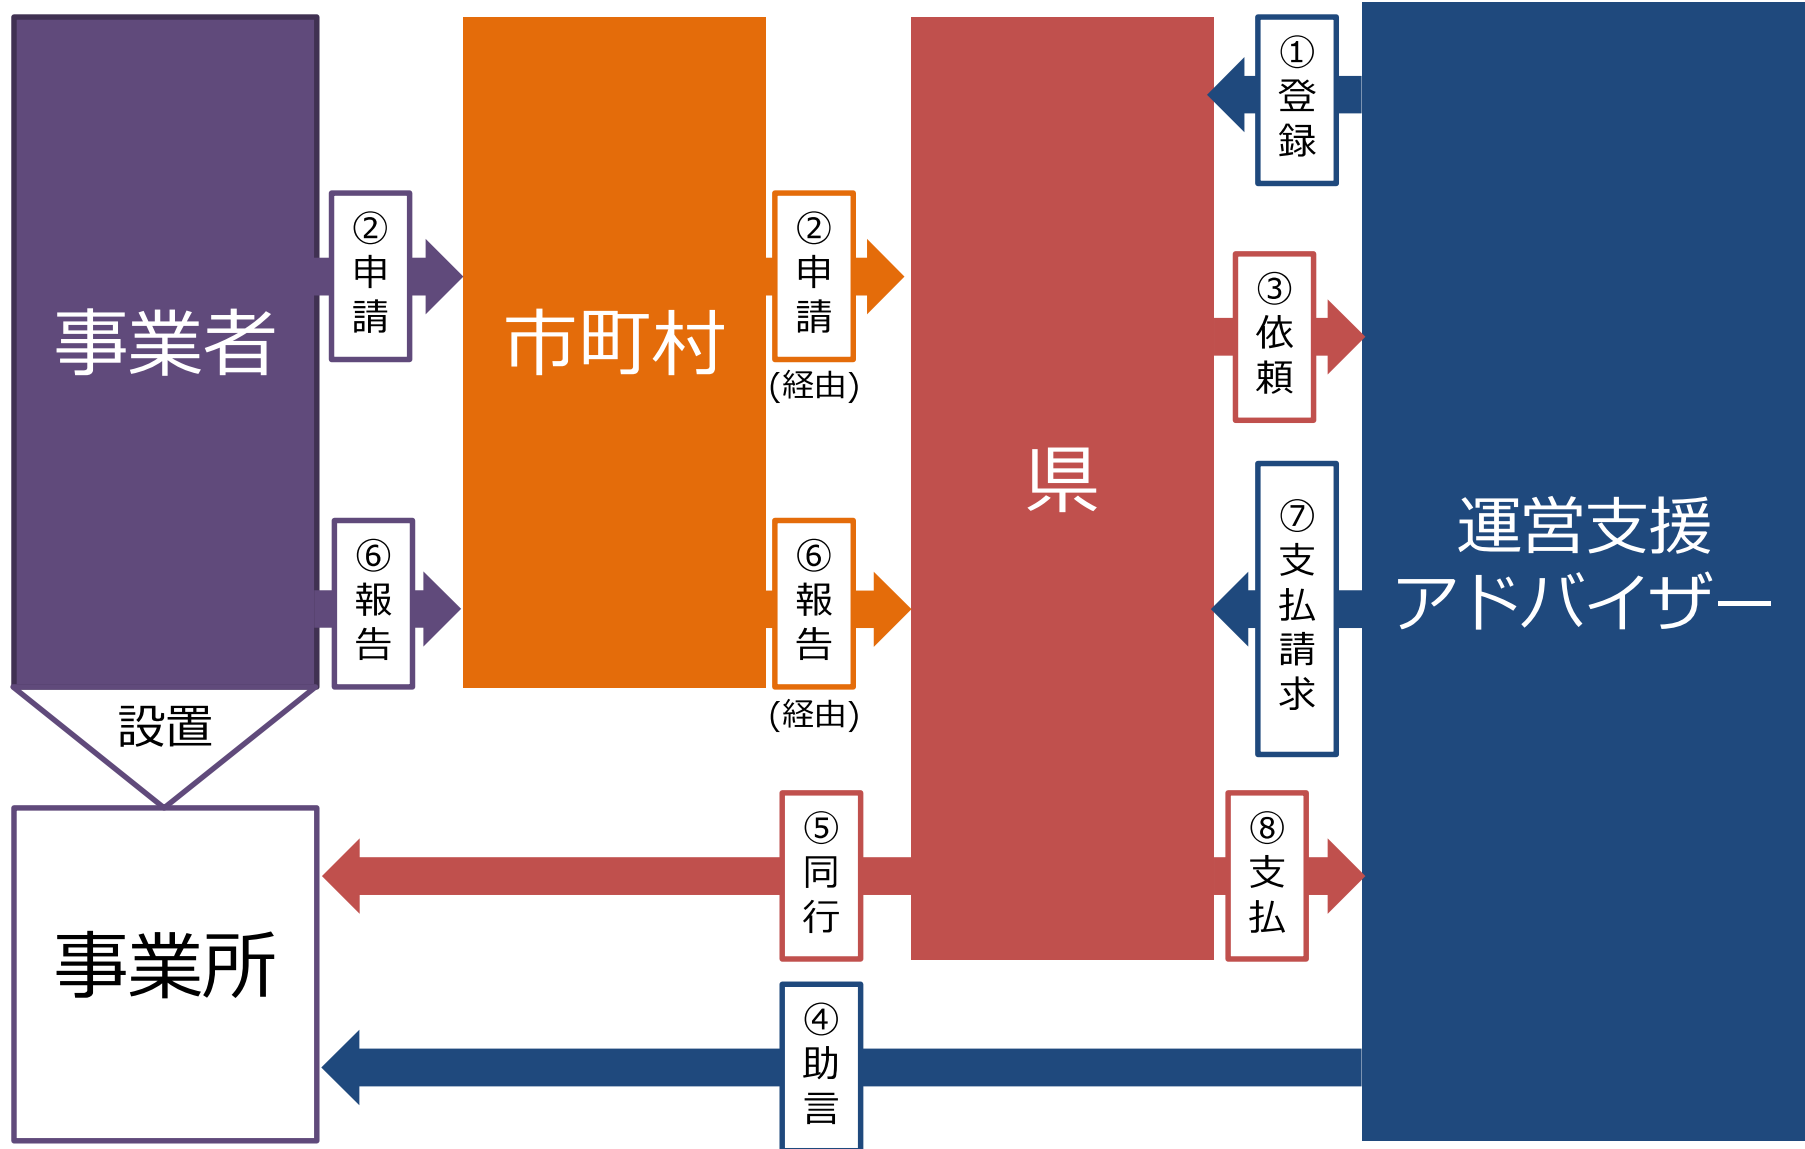 事業者
②申請
市町村
②申請
(経由)
県
①登録
③依頼
運営支援
アドバイザー
⑥報告
⑥報告
(経由)
⑦支払請求
設置
事業所
⑤同行
⑧支払
④助言